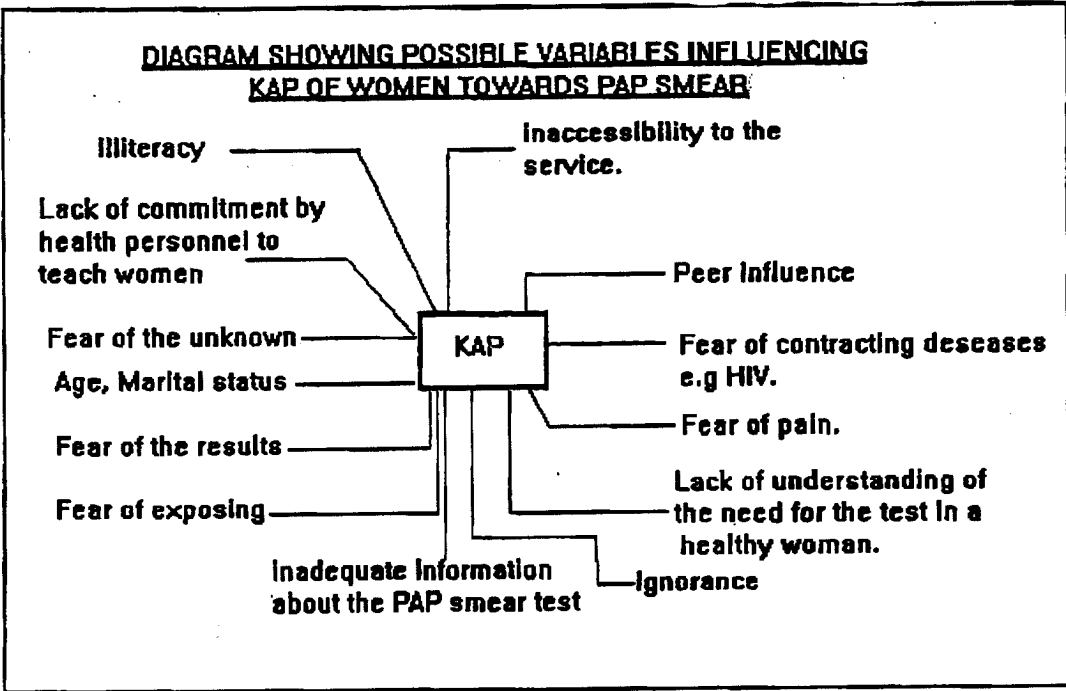 DIAGRAM SHOWING POSSIBLE VARIABLES INFLUENCING
KAP OF WOMEN TOWARDS PAP SMEAR
Illiteracy
Inaccessibility to the
service.
Lack of commitment by
health personnel to
teach women
Peer Influence
Fear of the unknown
KAP
Fear of contracting deseases
e.g HIV.
Age, Marital status
Fear of pain.
Fear of the results
Lack of understanding of
the need for the test in a
healthy woman.
Fear of exposing
Inadequate Information
about the PAP smear test
Ignorance